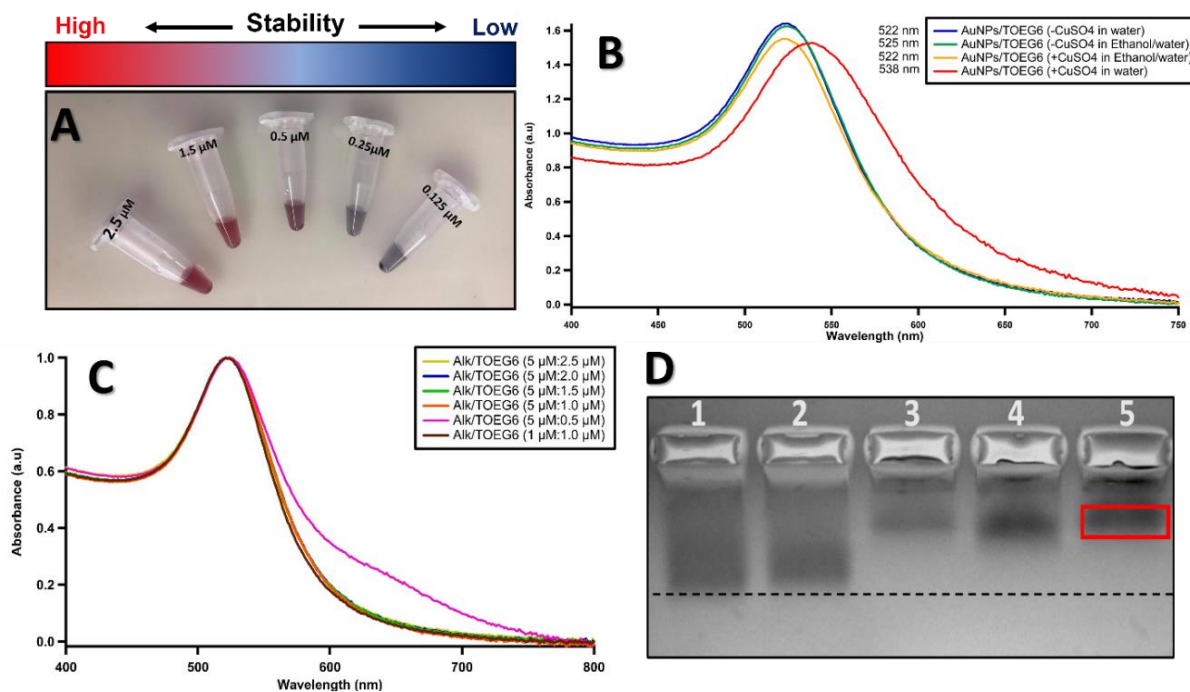 High Stability Low
A
2.5 µM
1.5 µM
0.5 µM
0.25µM
0.125 µM
B
522 nm AuNPs/TOEG6 (-CuSO4 in water)
525 nm AuNPs/TOEG6 (-CuSO4 in Ethanol/water)
522 nm AuNPs/TOEG6 (+CuSO4 in Ethanol/water)
538 nm AuNPs/TOEG6 (+CuSO4 in water)
Absorbance (a.u)
1.6
1.4
1.2
1.0
0.8
0.6
0.4
0.2
0.0
400 450 500 550 600 650 700 750
Wavelength (nm)
C
Alk/TOEG6 (5 µM:2.5 µM)
Alk/TOEG6 (5 µM:2.0 µM)
Alk/TOEG6 (5 µM:1.5 µM)
Alk/TOEG6 (5 µM:1.0 µM)
Alk/TOEG6 (5 µM:0.5 µM)
Alk/TOEG6 (1 µM:1.0 µM)
Absorbance (a.u)
1.0
0.8
0.6
0.4
0.2
0.0
400 500 600 700 800
Wavelength (nm)
D
1 2 3 4 5